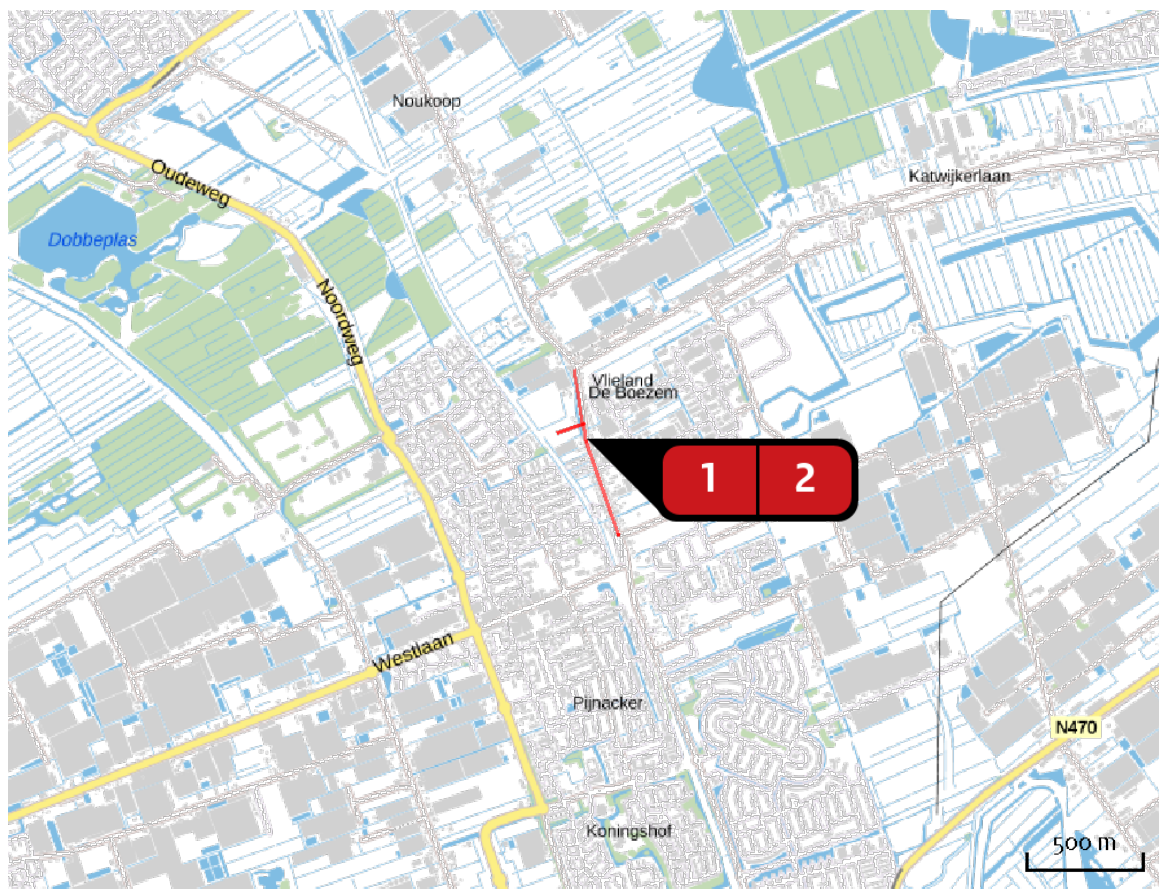 Noukoop
Oudeweg
Katwijkerlaan
Dobbeplas
Noordweg
Vlieland
De Boezem
1 2
Westlaan
Pijnacker
N470
Koningshof
500 m